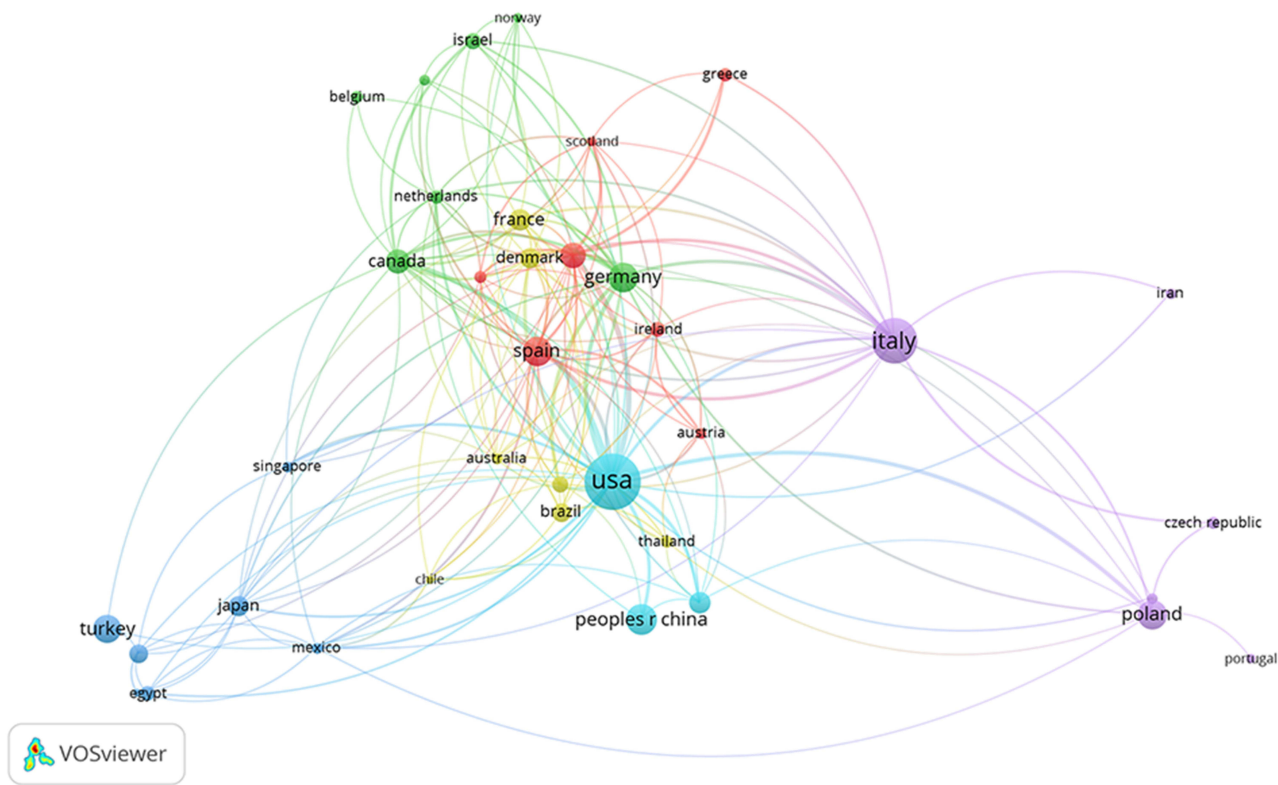 norway
israel
greece
belgium
scotland
netherlands
france
denmark
canada
germany
iran
ireland
italy
spain
austria
australia
singapore
usa
brazil
czech republic
thailand
chile
japan
peoples r china
poland
turkey
mexico
portugal
egypt
VOSviewer